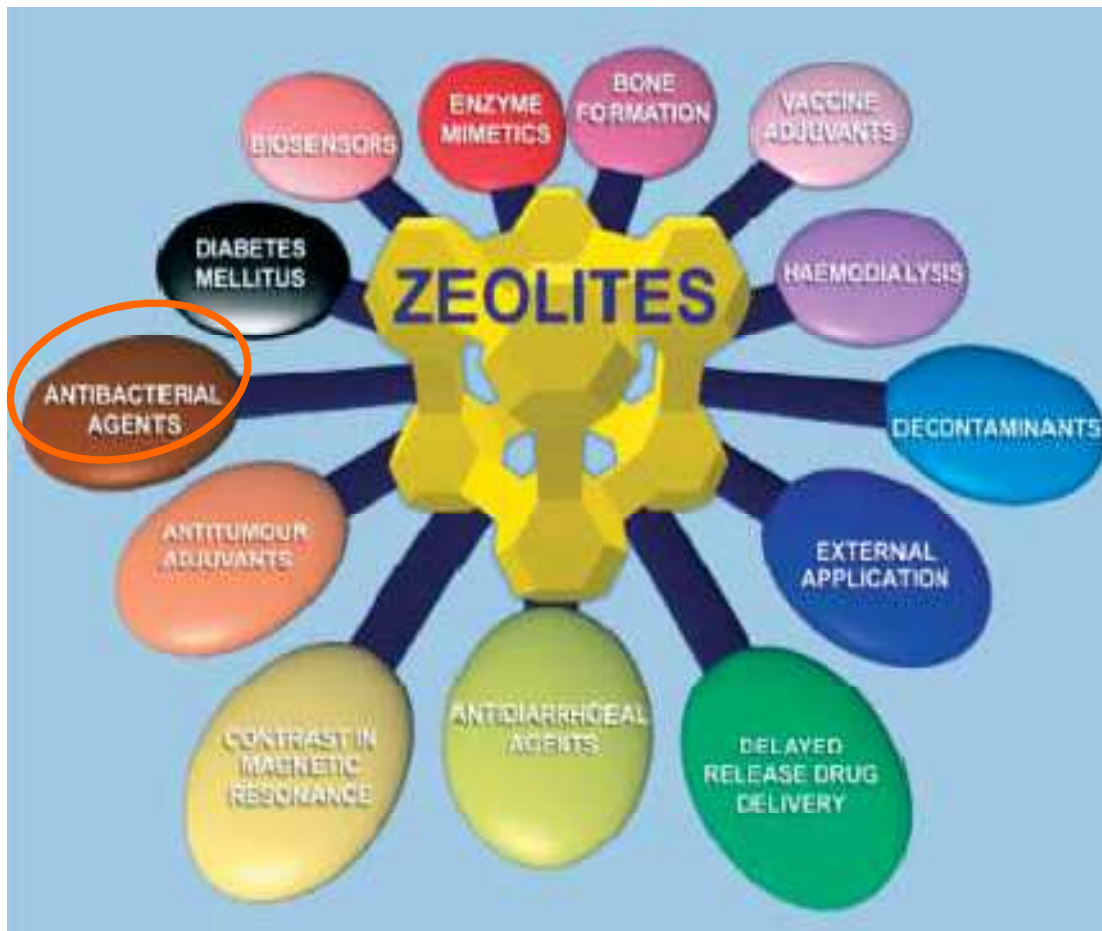 BIOSENSORS
ENZYME
MIMETICS
BONE
FORMATION
VACCINE
ADJUVANTS
DIABETES
MELLITUS
ZEOLITES
HAEMODIALYSIS
ANTIBACTERIAL
AGENTS
DECONTAMINANTS
ANTITUMOUR
ADJUVANTS
EXTERNAL
APPLICATION
CONTRAST IN
MAGNETIC
RESONANCE
ANTIDIARRHOEAL
AGENTS
DELAYED
RELEASE DRUG
DELIVERY